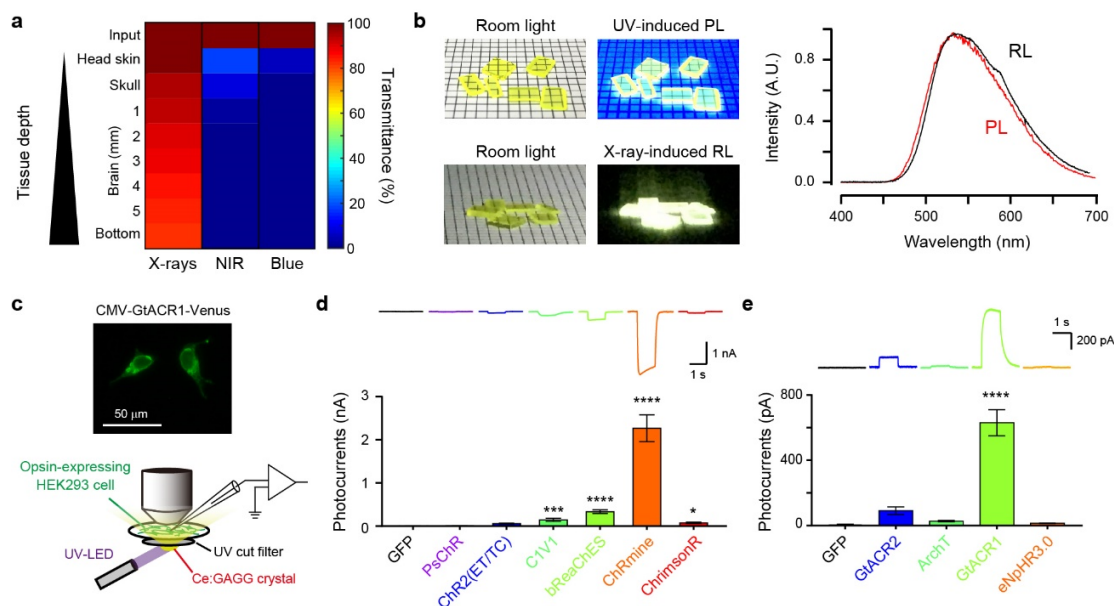 a
Input
Head skin
Skull
1
2
3
4
5
Bottom
Brain (mm)
Tissue depth
X-rays
NIR
Blue
100
80
60
40
20
0
Transmittance (%)
b
Room light
UV-induced PL
Room light
X-ray-induced RL
Intensity (A.U.)
0.8
0.4
0.0
RL
PL
400
500
600
700
Wavelength (nm)
c
CMV-GtACR1-Venus
50 μm
Opsin-expressing
HEK293 cell
UV-LED
UV cut filter
Ce:GAGG crystal
d
1 nA
1 s
Photocurrents (nA)
3
2
1
0
***
****
****
*
GFP
PsChR
ChR2(ET/TC)
C1V1
bReaChES
ChRmine
ChrimsonR
e
1 s
200 pA
Photocurrents (pA)
800
400
0
****
GFP
GtACR2
ArchT
GtACR1
eNpHR3.0